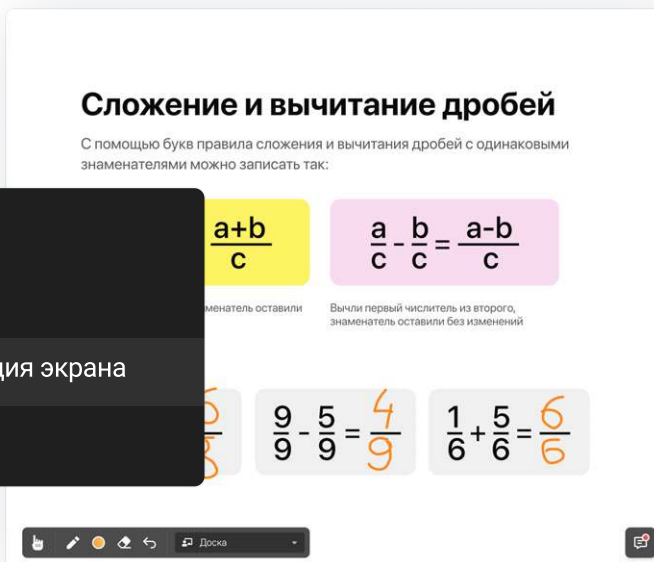 Сложение и вычитание дробей
С помощью букв правила сложения и вычитания дробей с одинаковыми
знаменателями можно записать так:
a+b/c
a/c - b/c = a-b/c
оставили
Вычли первый числитель из второго,
знаменатель оставили без изменений
экрана
9/9 - 5/9 = 4/9
1/6 + 5/6 = 6/6
Доска